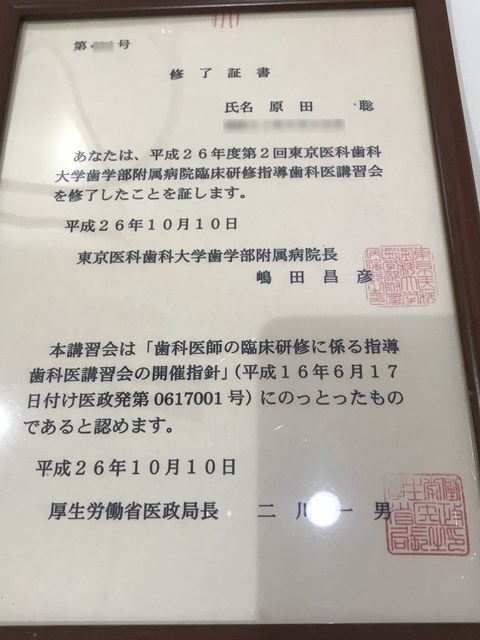 第 号
修了証書
氏名 原田 聡
あなたは、平成26年度第2回東京医科歯科
大学歯学部附属病院臨床研修指導歯科医講習会
を修了したことを証します。
平成26年10月10日
東京医科歯科大学歯学部附属病院長
嶋田昌彦
本講習会は「歯科医師の臨床研修に係る指導
歯科医講習会の開催指針」(平成16年6月17
日付け医政発第0617001号)にのっとったもの
であると認めます。
平成26年10月10日
厚生労働省医政局長 二川一男